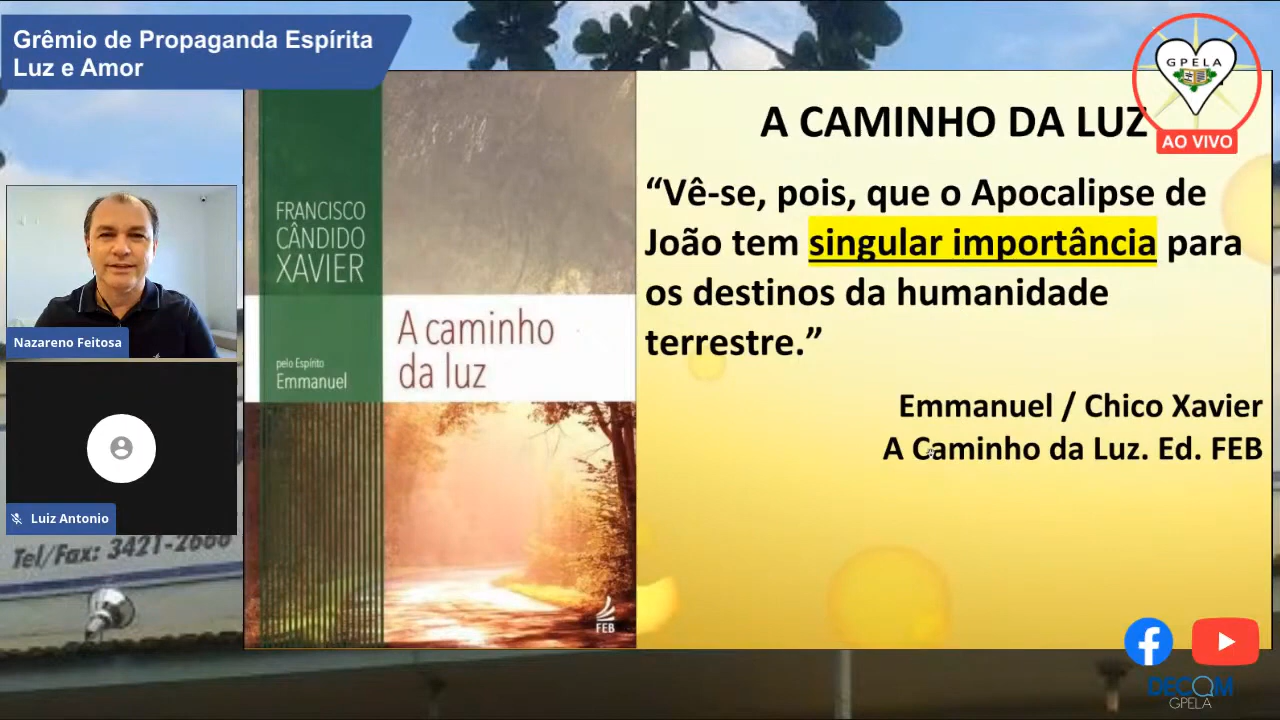 Grêmio de Propaganda Espírita
Luz e Amor
GPELA
AO VIVO
A CAMINHO DA LUZ
“Vê-se, pois, que o Apocalipse de
João tem singular importância para
os destinos da humanidade
terrestre.”
Emmanuel / Chico Xavier
A Caminho da Luz. Ed. FEB
FRANCISCO
CÂNDIDO
XAVIER
pelo Espírito
Emmanuel
A caminho
da luz
FEB
Nazareno Feitosa
Luiz Antonio
Tel/Fax: 3421-2668
DECOM
GPELA